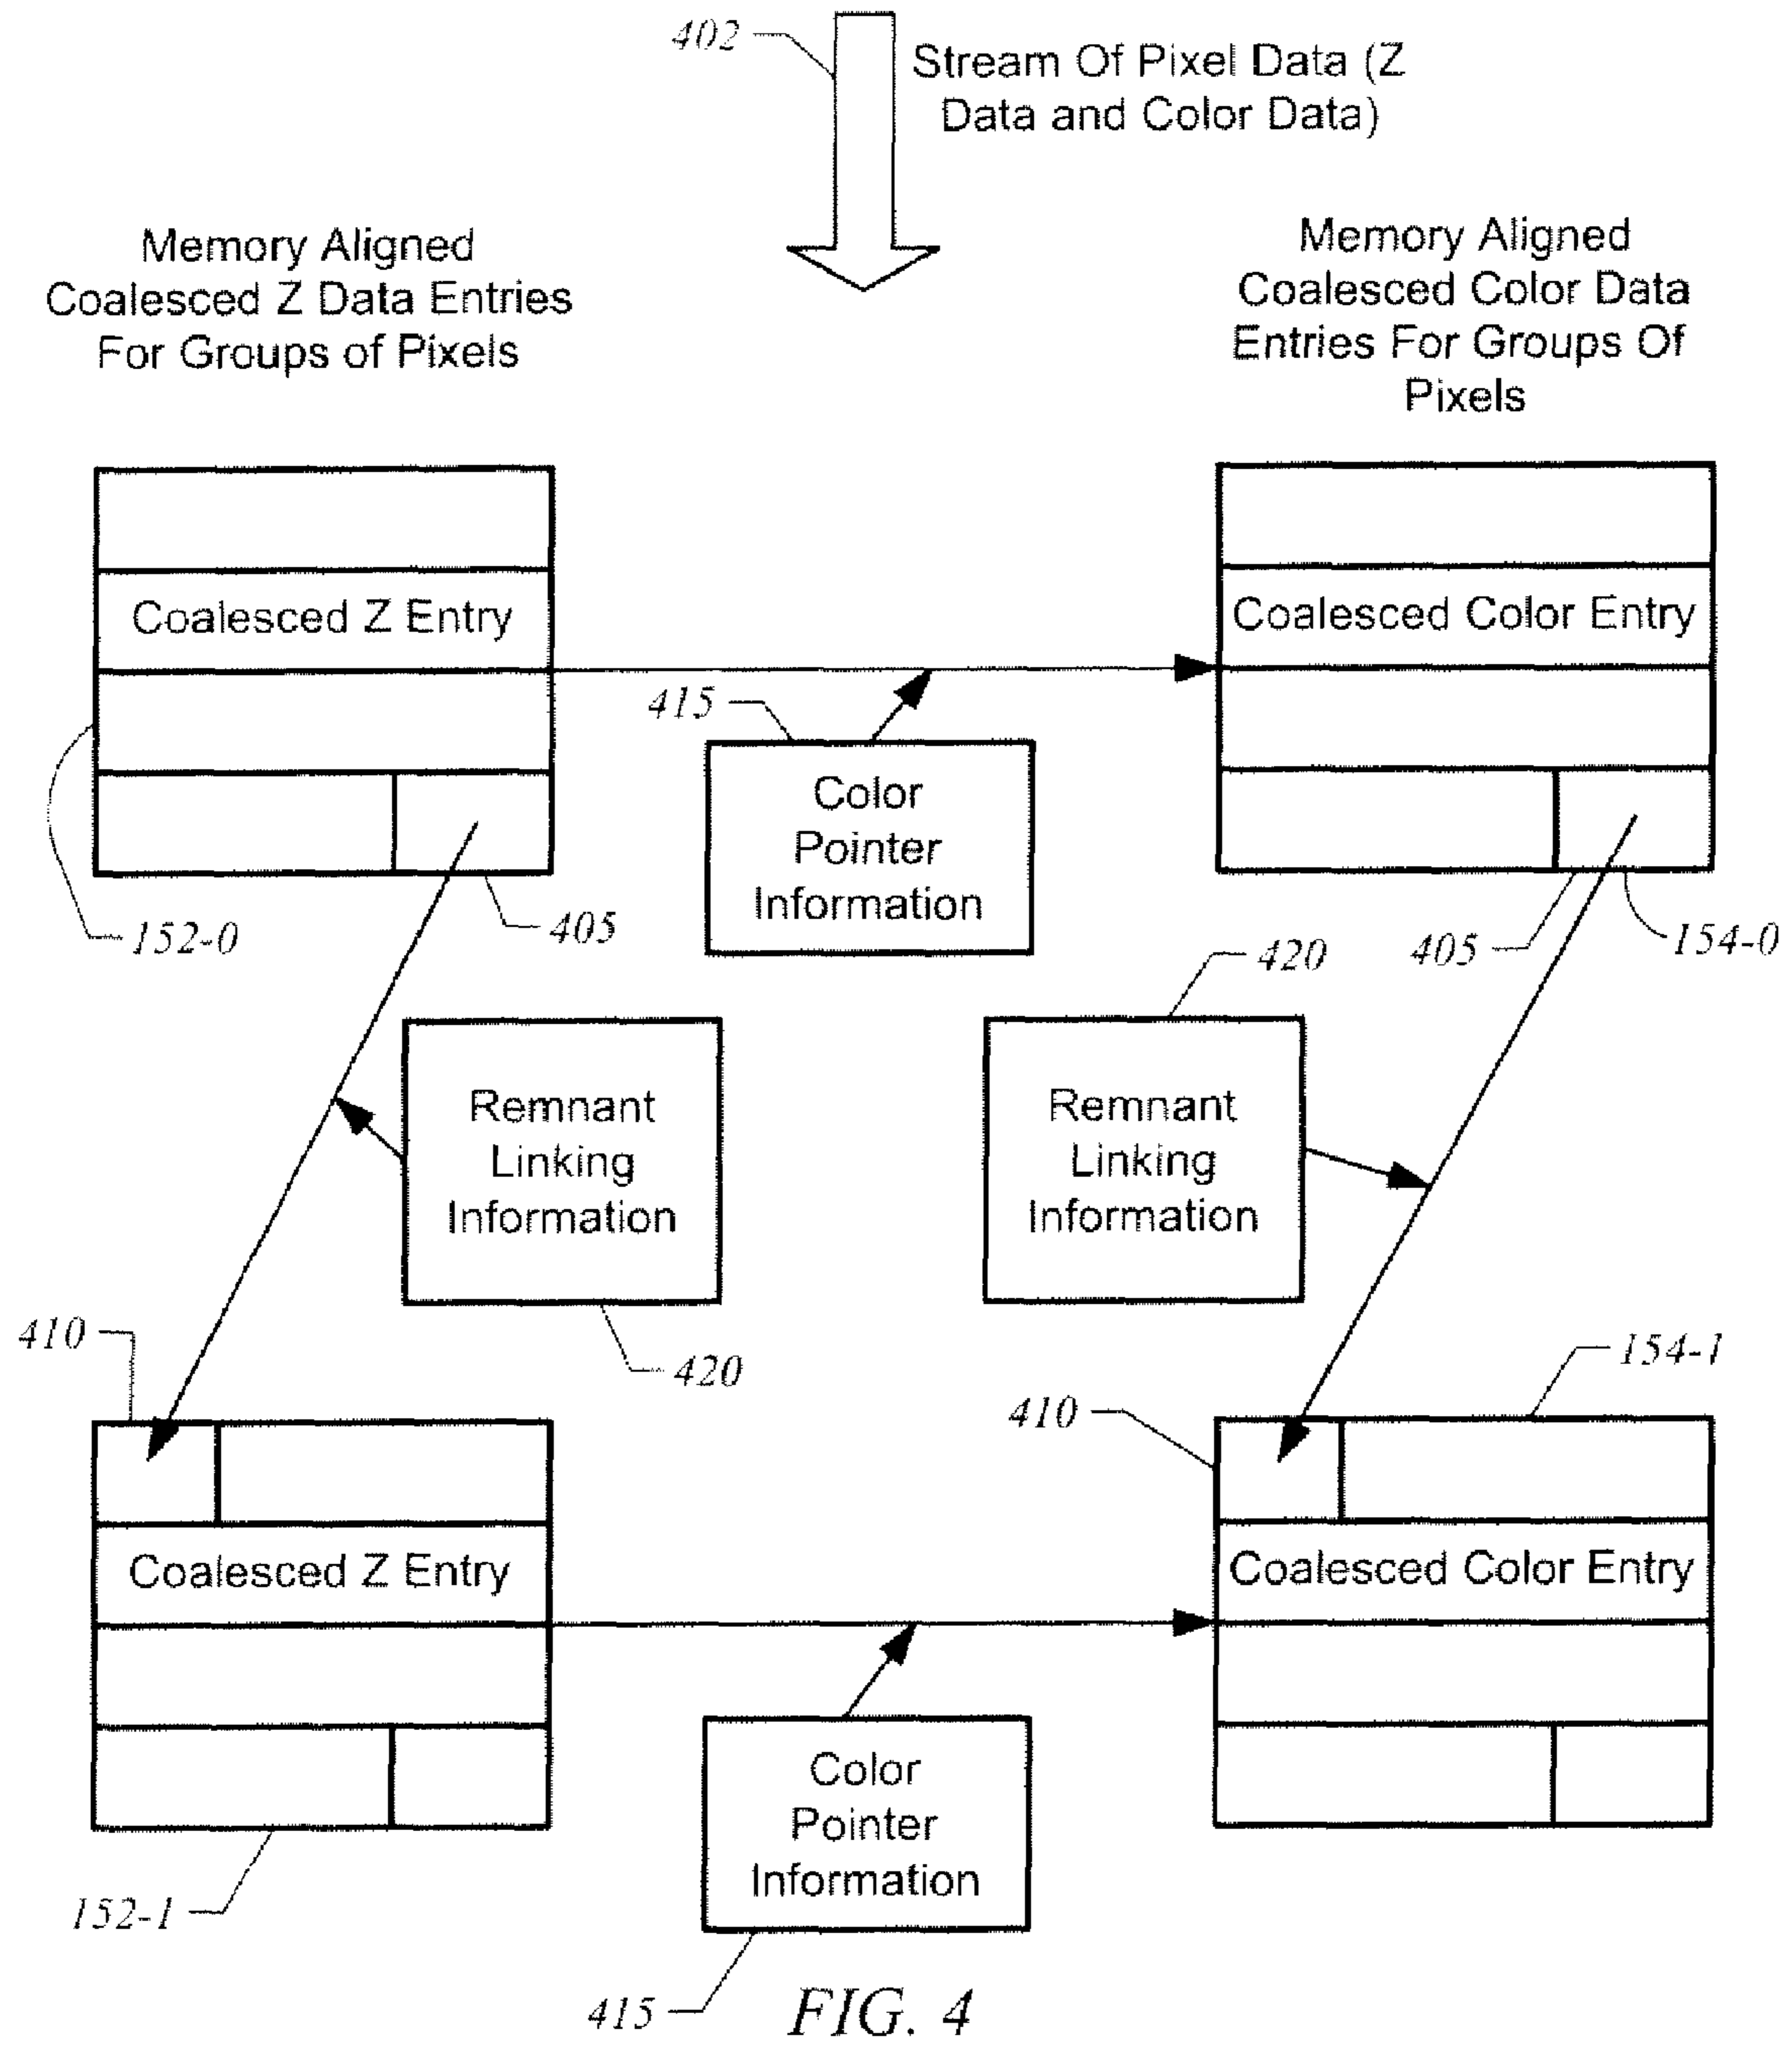 402
Stream Of Pixel Data (Z
Data and Color Data)
Memory Aligned
Coalesced Z Data Entries
For Groups of Pixels
Memory Aligned
Coalesced Color Data
Entries For Groups Of
Pixels
Coalesced Z Entry
Coalesced Color Entry
415
Color
Pointer
Information
152-0
405
405
154-0
420
Remnant
Linking
Information
Remnant
Linking
Information
410
420
154-1
410
Coalesced Z Entry
Coalesced Color Entry
Color
Pointer
Information
152-1
415
FIG. 4